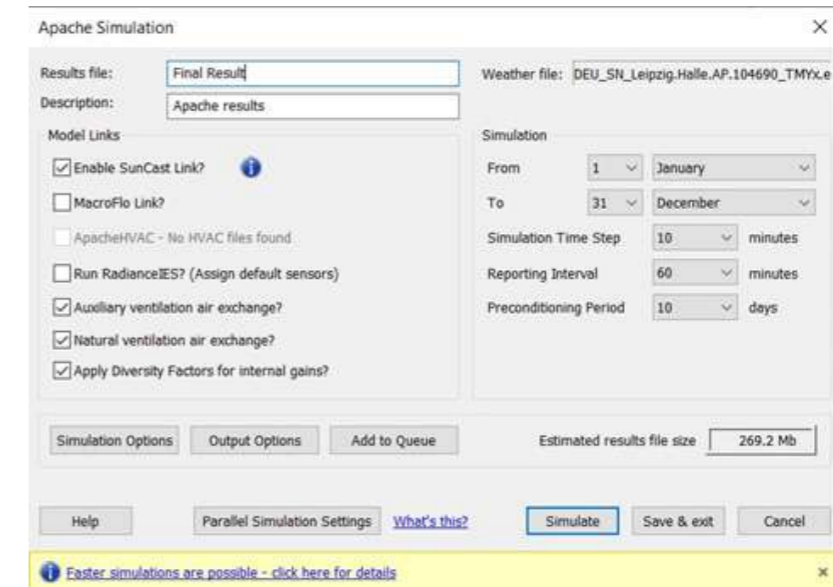 Apache Simulation
Results file: Final Result
Weather file: DEU_SN_Leipzig.Halle.AP.104690_TMYx.e
Description: Apache results
Model Links
Enable SunCast Link?
MacroFlo Link?
ApacheHVAC - No HVAC files found
Run RadianceIES? (Assign default sensors)
Auxiliary ventilation air exchange?
Natural ventilation air exchange?
Apply Diversity Factors for internal gains?
Simulation
From 1 January
To 31 December
Simulation Time Step 10 minutes
Reporting Interval 60 minutes
Preconditioning Period 10 days
Simulation Options Output Options Add to Queue Estimated results file size 269.2 Mb
Help Parallel Simulation Settings What's this? Simulate Save & exit Cancel
Faster simulations are possible - click here for details